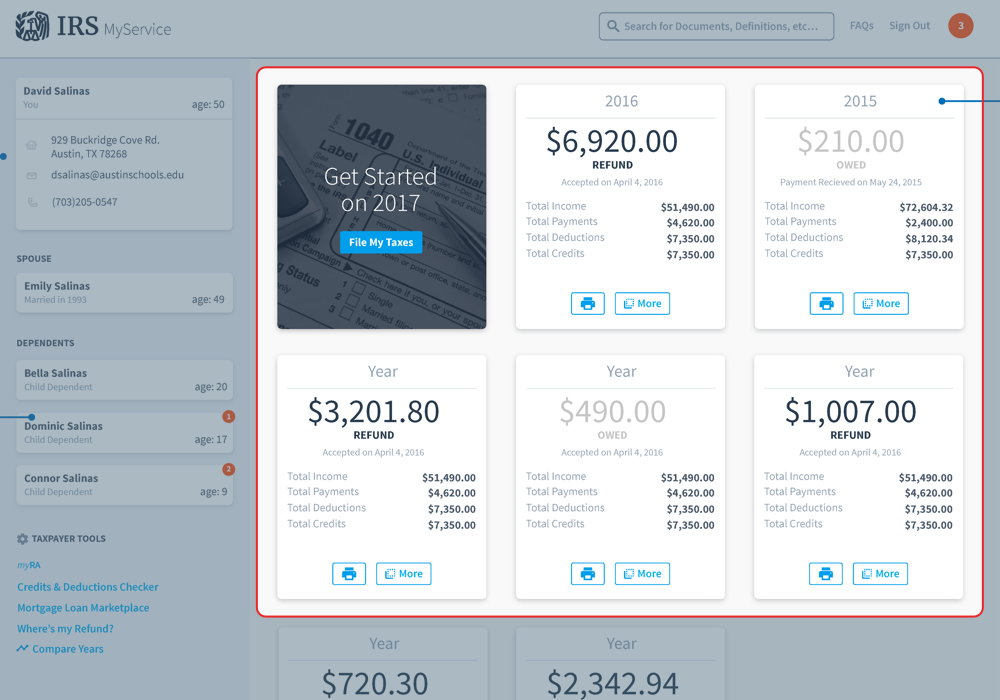 IRS MyService
Search for Documents, Definitions, etc...
FAQs
Sign Out
3
David Salinas
You
age: 50
929 Buckridge Cove Rd.
Austin, TX 78268
dsalinas@austinschools.edu
(703)205-0547
SPOUSE
Emily Salinas
Married in 1993
age: 49
DEPENDENTS
Bella Salinas
Child Dependent
age: 20
1
Dominic Salinas
Child Dependent
age: 17
2
Connor Salinas
Child Dependent
age: 9
TAXPAYER TOOLS
myRA
Credits & Deductions Checker
Mortgage Loan Marketplace
Where's my Refund?
Compare Years
1040
Label
U.S. Individual
Get Started
on 2017
File My Taxes
2016
$6,920.00
REFUND
Accepted on April 4, 2016
Total Income $51,490.00
Total Payments $4,620.00
Total Deductions $7,350.00
Total Credits $7,350.00
More
2015
$210.00
OWED
Payment Recieved on May 24, 2015
Total Income $72,604.32
Total Payments $2,400.00
Total Deductions $8,120.34
Total Credits $7,350.00
More
Year
$3,201.80
REFUND
Accepted on April 4, 2016
Total Income $51,490.00
Total Payments $4,620.00
Total Deductions $7,350.00
Total Credits $7,350.00
More
Year
$490.00
OWED
Accepted on April 4, 2016
Total Income $51,490.00
Total Payments $4,620.00
Total Deductions $7,350.00
Total Credits $7,350.00
More
Year
$1,007.00
REFUND
Accepted on April 4, 2016
Total Income $51,490.00
Total Payments $4,620.00
Total Deductions $7,350.00
Total Credits $7,350.00
More
Year
$720.30
Year
$2,342.94